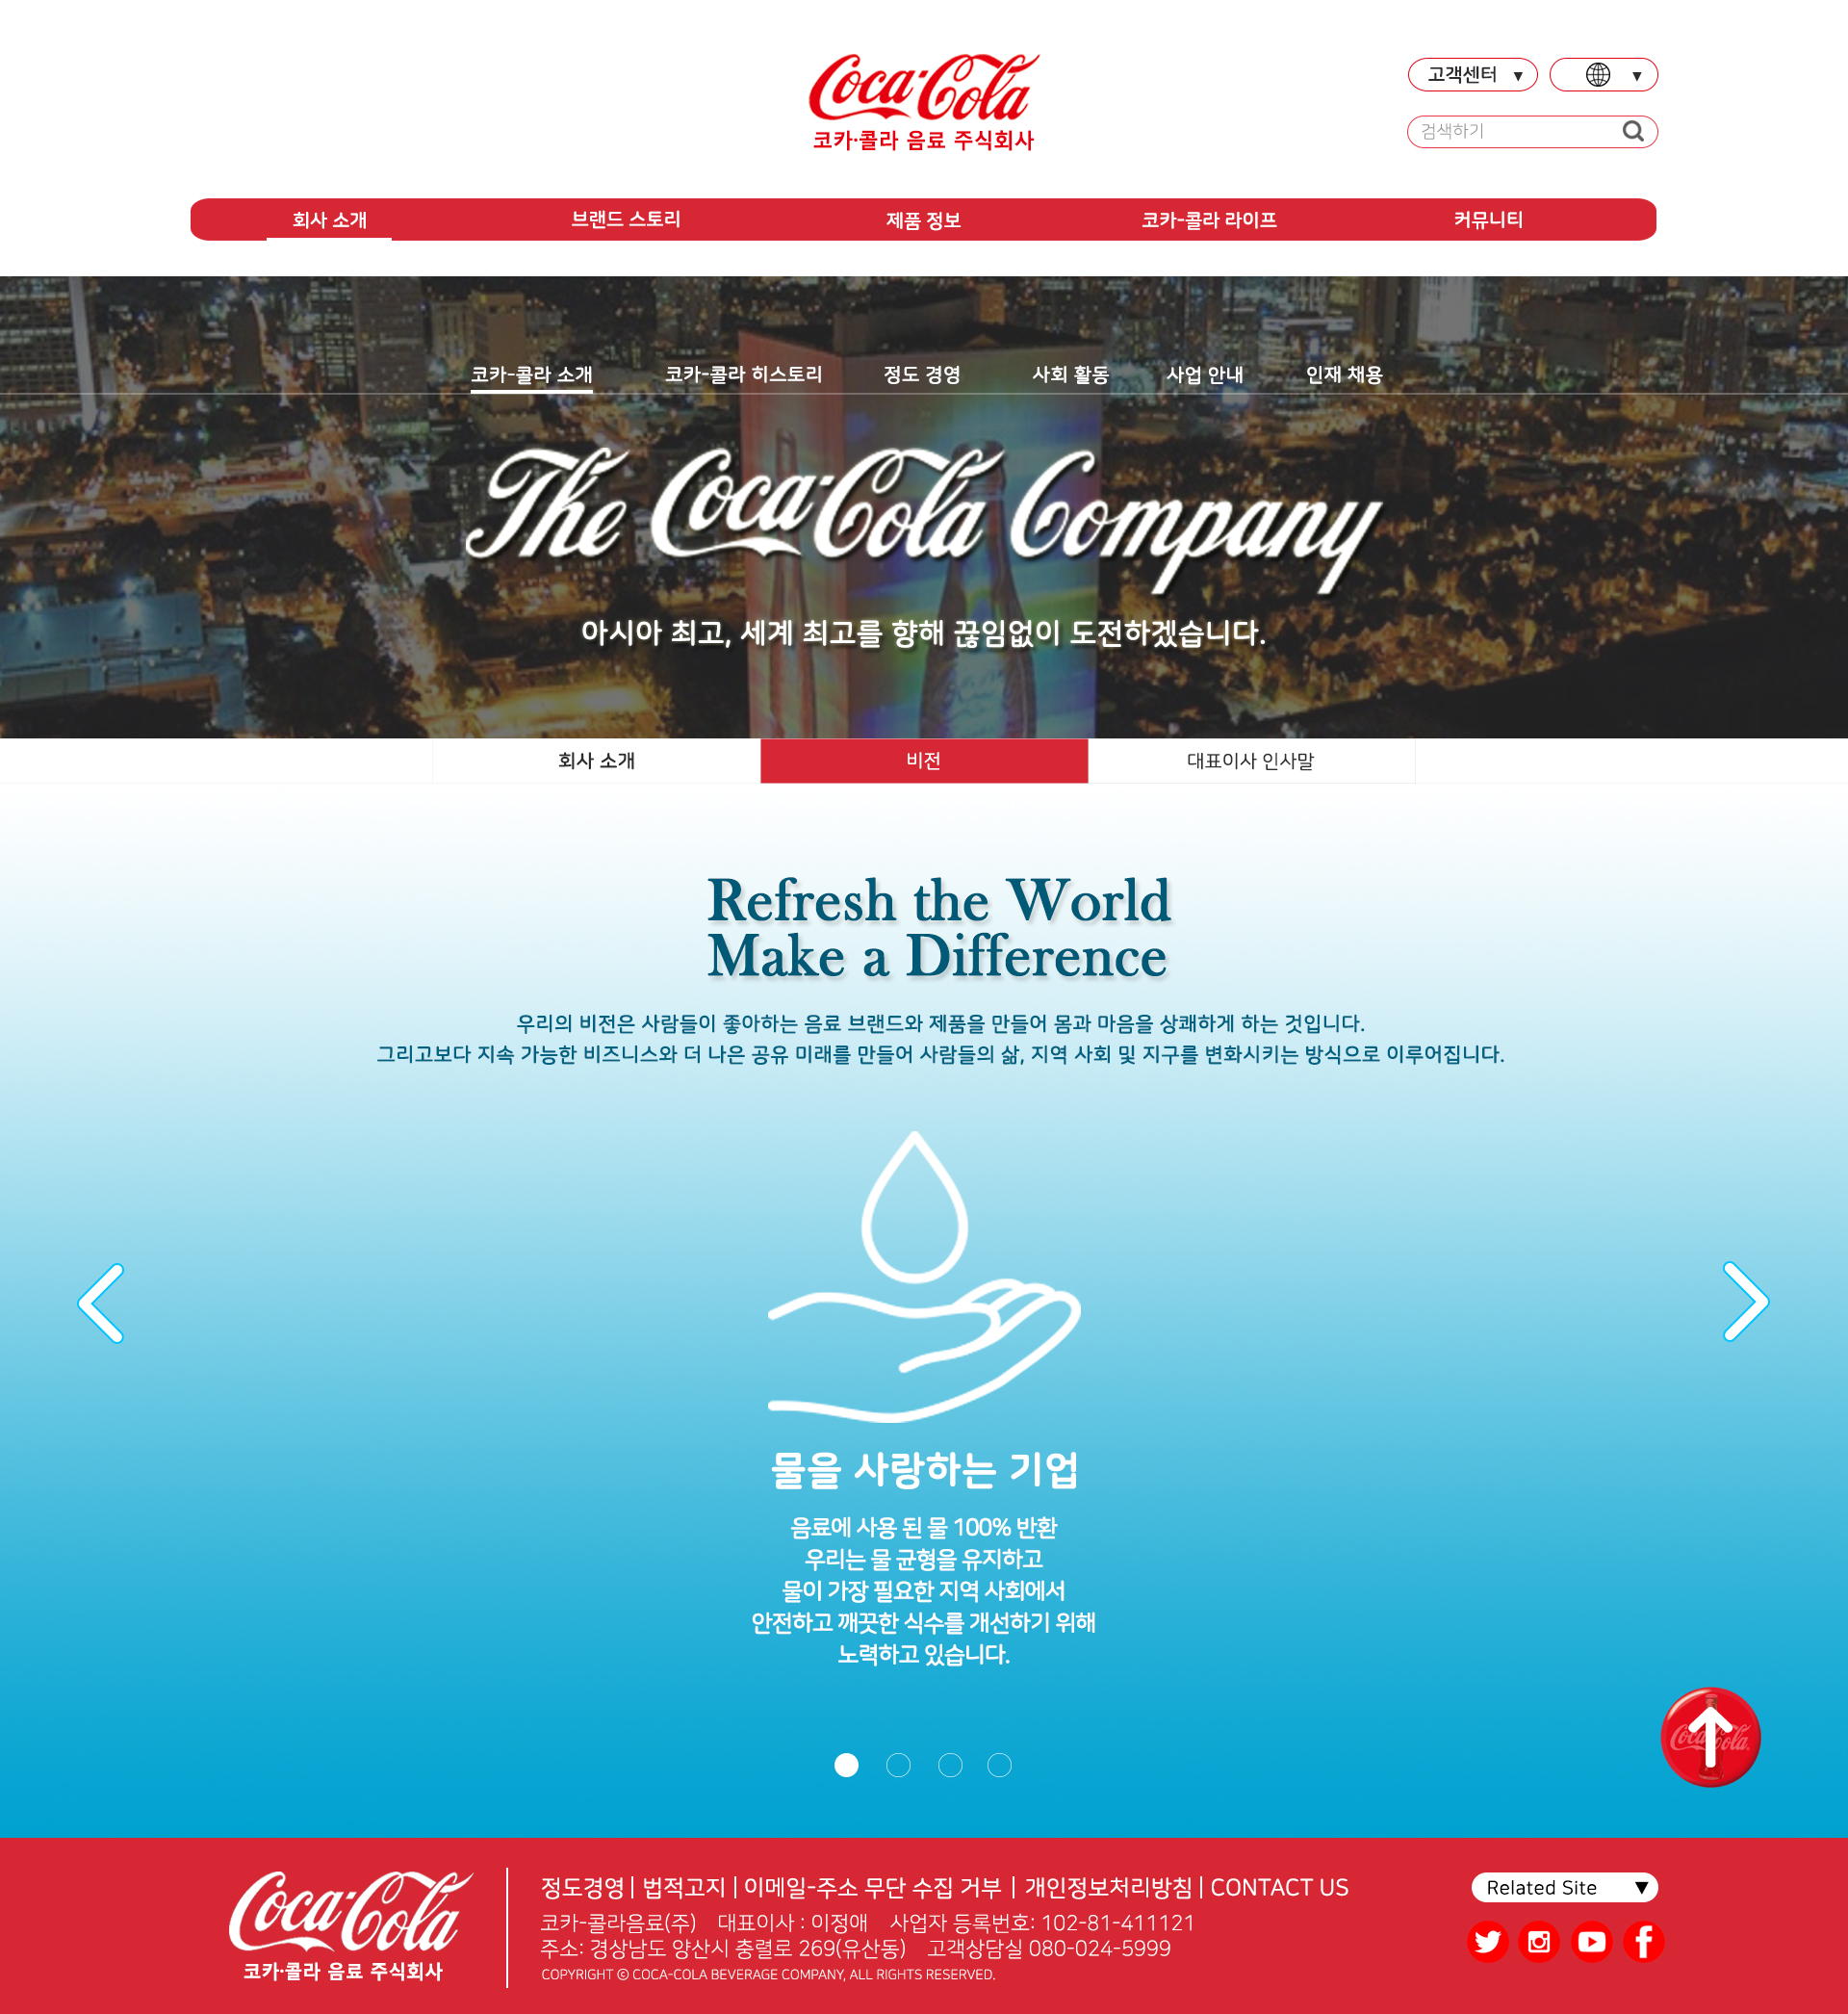 Coca-Cola
코카·콜라 음료 주식회사
고객센터 ▼
▼
검색하기
회사 소개 브랜드 스토리 제품 정보 코카-콜라 라이프 커뮤니티
코카-콜라 소개 코카-콜라 히스토리 정도 경영 사회 활동 사업 안내 인재 채용
The Coca-Cola Company
아시아 최고, 세계 최고를 향해 끊임없이 도전하겠습니다.
회사 소개 비전 대표이사 인사말
Refresh the World
Make a Difference
우리의 비전은 사람들이 좋아하는 음료 브랜드와 제품을 만들어 몸과 마음을 상쾌하게 하는 것입니다.
그리고보다 지속 가능한 비즈니스와 더 나은 공유 미래를 만들어 사람들의 삶, 지역 사회 및 지구를 변화시키는 방식으로 이루어집니다.
물을 사랑하는 기업
음료에 사용 된 물 100% 반환
우리는 물 균형을 유지하고
물이 가장 필요한 지역 사회에서
안전하고 깨끗한 식수를 개선하기 위해
노력하고 있습니다.
Coca-Cola
Coca-Cola
코카·콜라 음료 주식회사
정도경영 | 법적고지 | 이메일-주소 무단 수집 거부 | 개인정보처리방침 | CONTACT US
코카-콜라음료(주) 대표이사 : 이정애 사업자 등록번호: 102-81-411121
주소: 경상남도 양산시 충렬로 269(유산동) 고객상담실 080-024-5999
COPYRIGHT © COCA-COLA BEVERAGE COMPANY, ALL RIGHTS RESERVED.
Related Site ▼